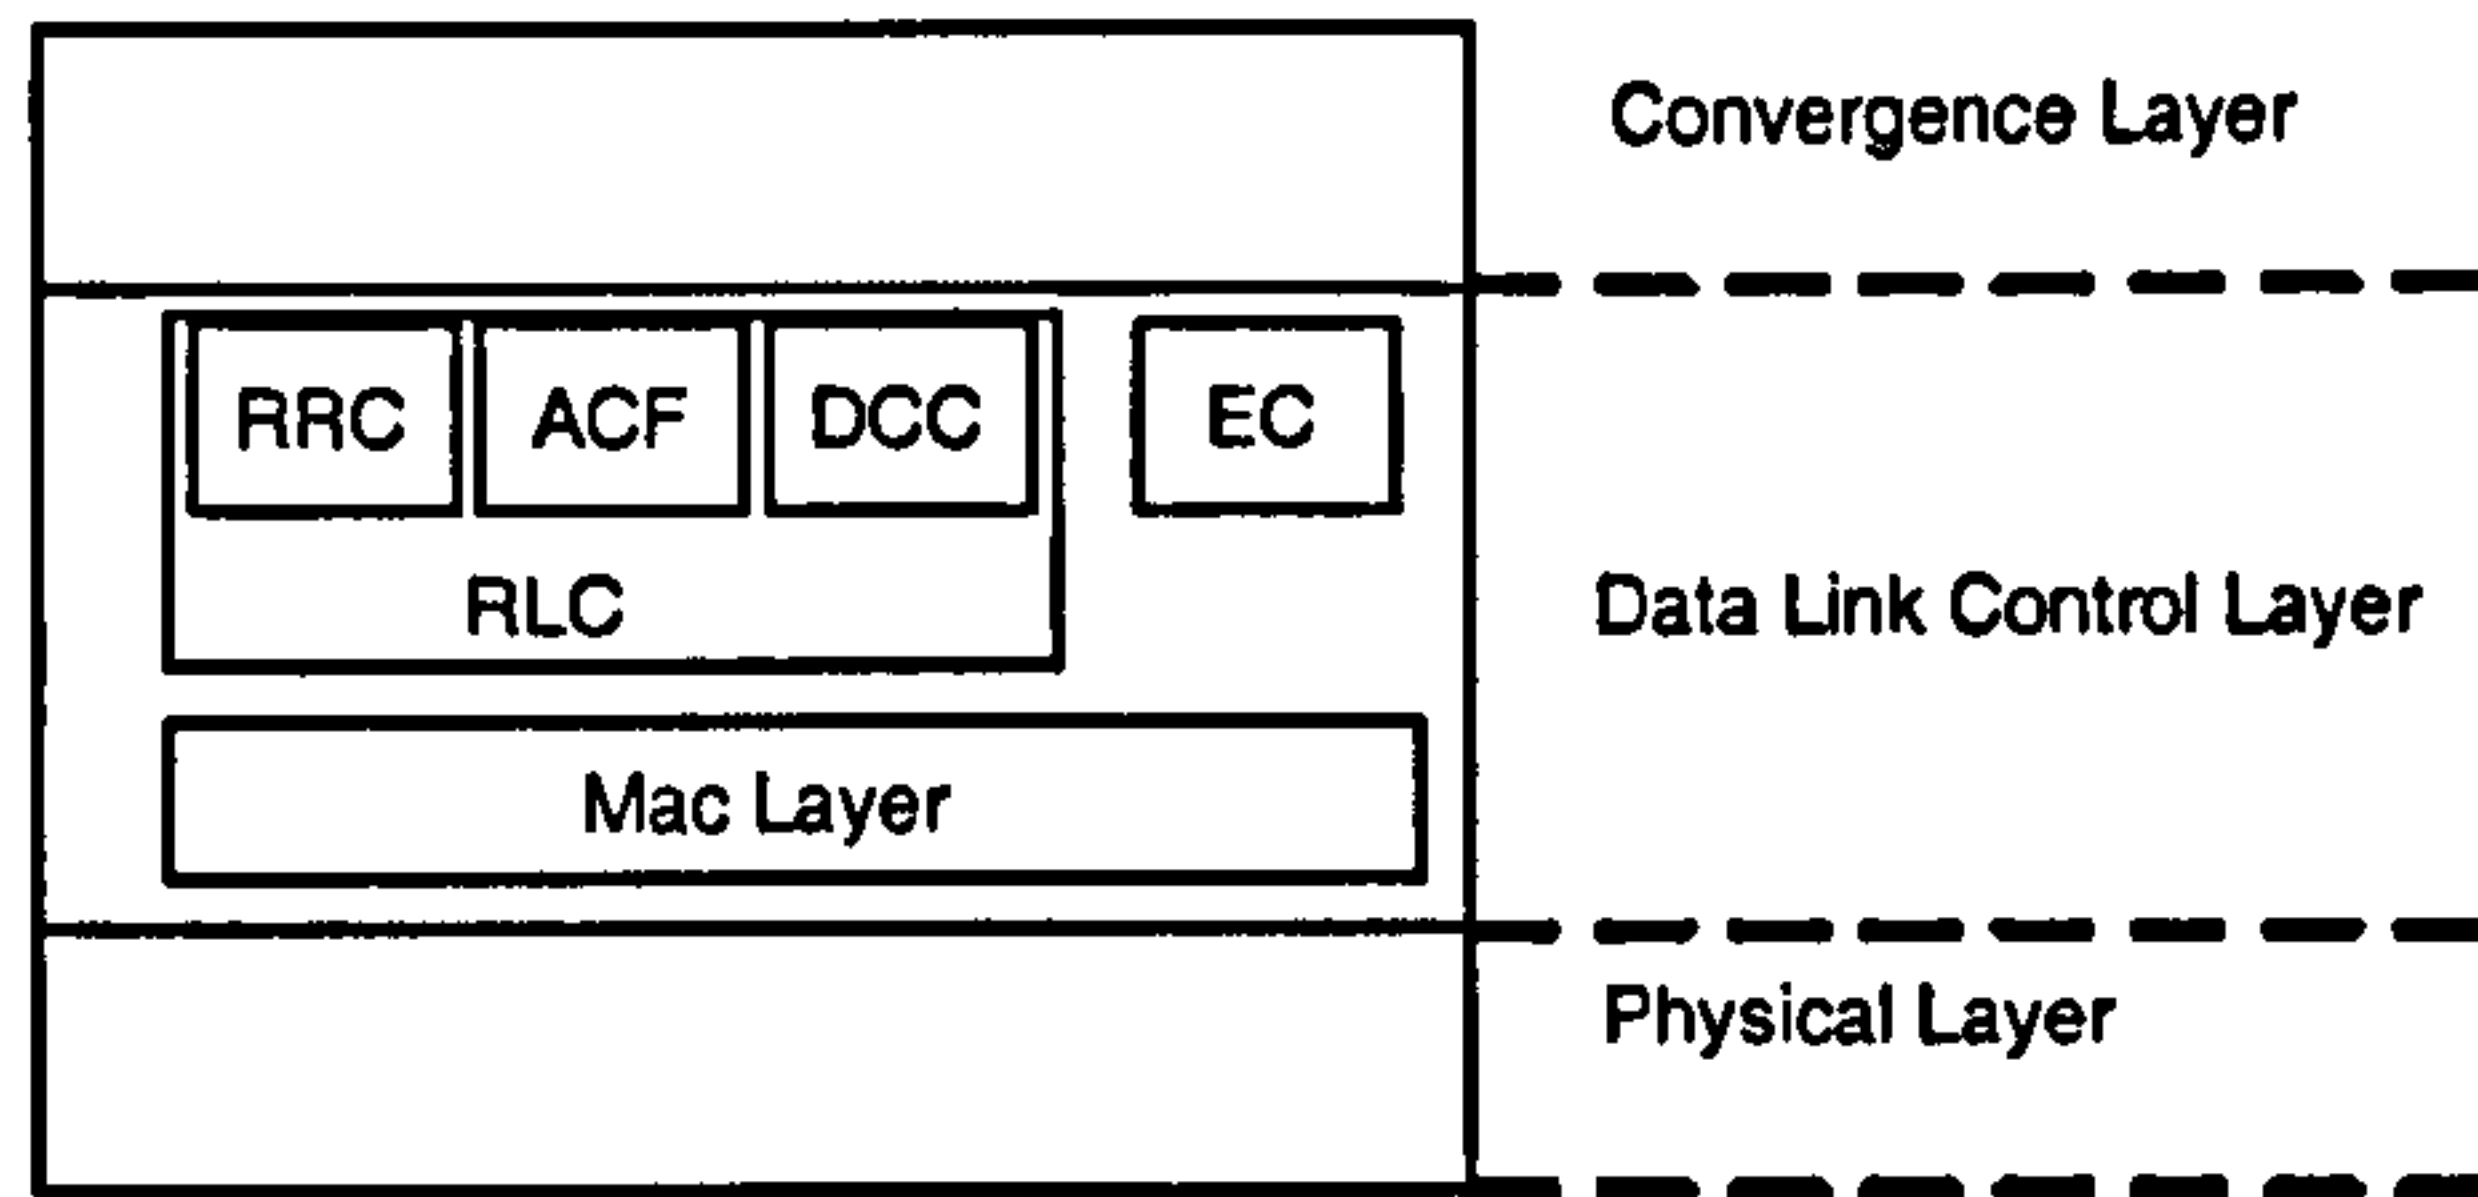 Convergence Layer
RRC ACF DCC EC
RLC
Data Link Control Layer
Mac Layer
Physical Layer